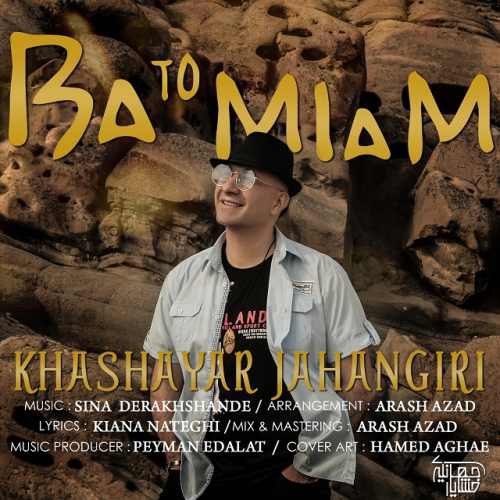 Ba TO MIaM
LAND
KHASHAYAR JAHANGIRI
MUSIC : SINA DERAKHSHANDE / ARRANGEMENT : ARASH AZAD
LYRICS : KIANA NATEGHI / MIX & MASTERING : ARASH AZAD
MUSIC PRODUCER : PEYMAN EDALAT / COVER ART : HAMED AGHAE